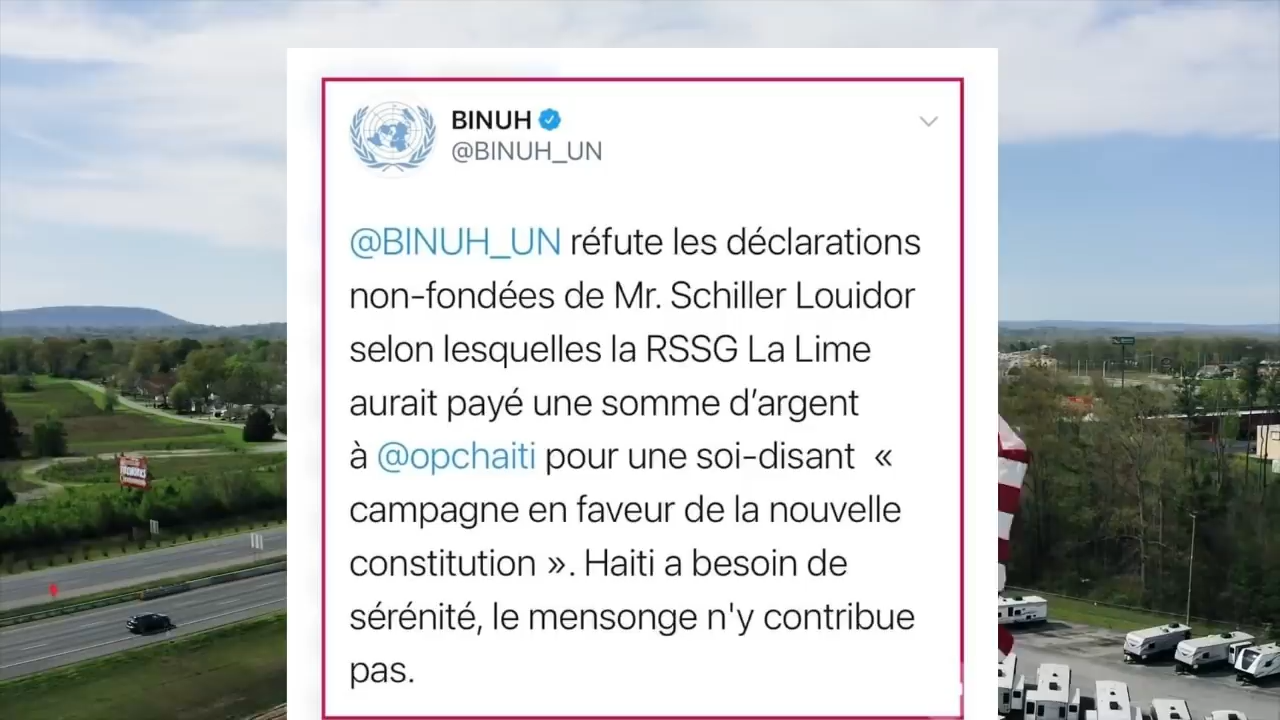 BINUH
@BINUH_UN
@BINUH_UN réfute les déclarations
non-fondées de Mr. Schiller Louidor
selon lesquelles la RSSG La Lime
aurait payé une somme d’argent
à @opchaiti pour une soi-disant «
campagne en faveur de la nouvelle
constitution ». Haiti a besoin de
sérénité, le mensonge n'y contribue
pas.